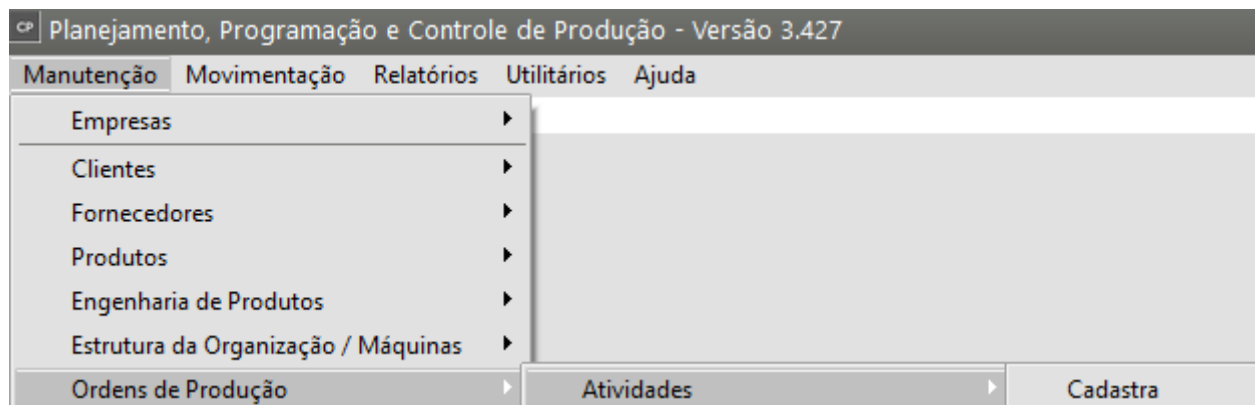 CP Planejamento, Programação e Controle de Produção - Versão 3.427
Manutenção Movimentação Relatórios Utilitários Ajuda
Empresas
Clientes
Fornecedores
Produtos
Engenharia de Produtos
Estrutura da Organização / Máquinas
Ordens de Produção Atividades Cadastra